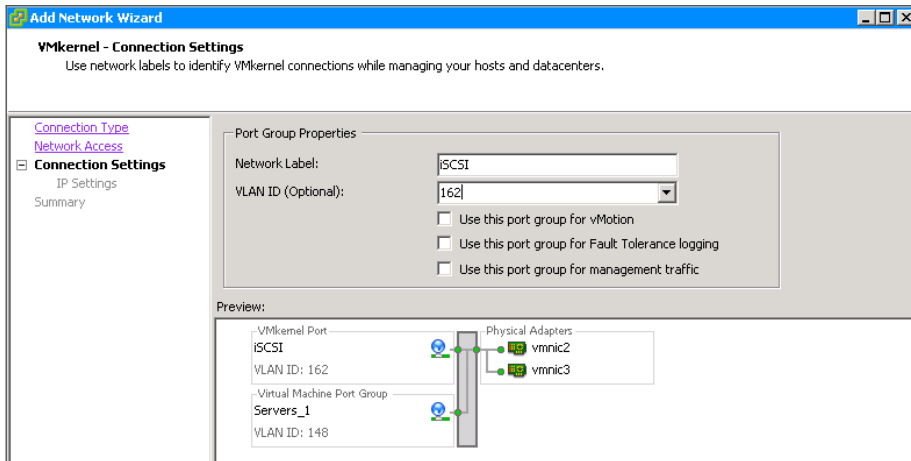 Add Network Wizard
VMkernel - Connection Settings
Use network labels to identify VMkernel connections while managing your hosts and datacenters.
Connection Type
Network Access
Connection Settings
IP Settings
Summary
Port Group Properties
Network Label:
iSCSI
VLAN ID (Optional):
162
Use this port group for vMotion
Use this port group for Fault Tolerance logging
Use this port group for management traffic
Preview:
VMkernel Port
iSCSI
VLAN ID: 162
Virtual Machine Port Group
Servers_1
VLAN ID: 148
Physical Adapters
vmnic2
vmnic3